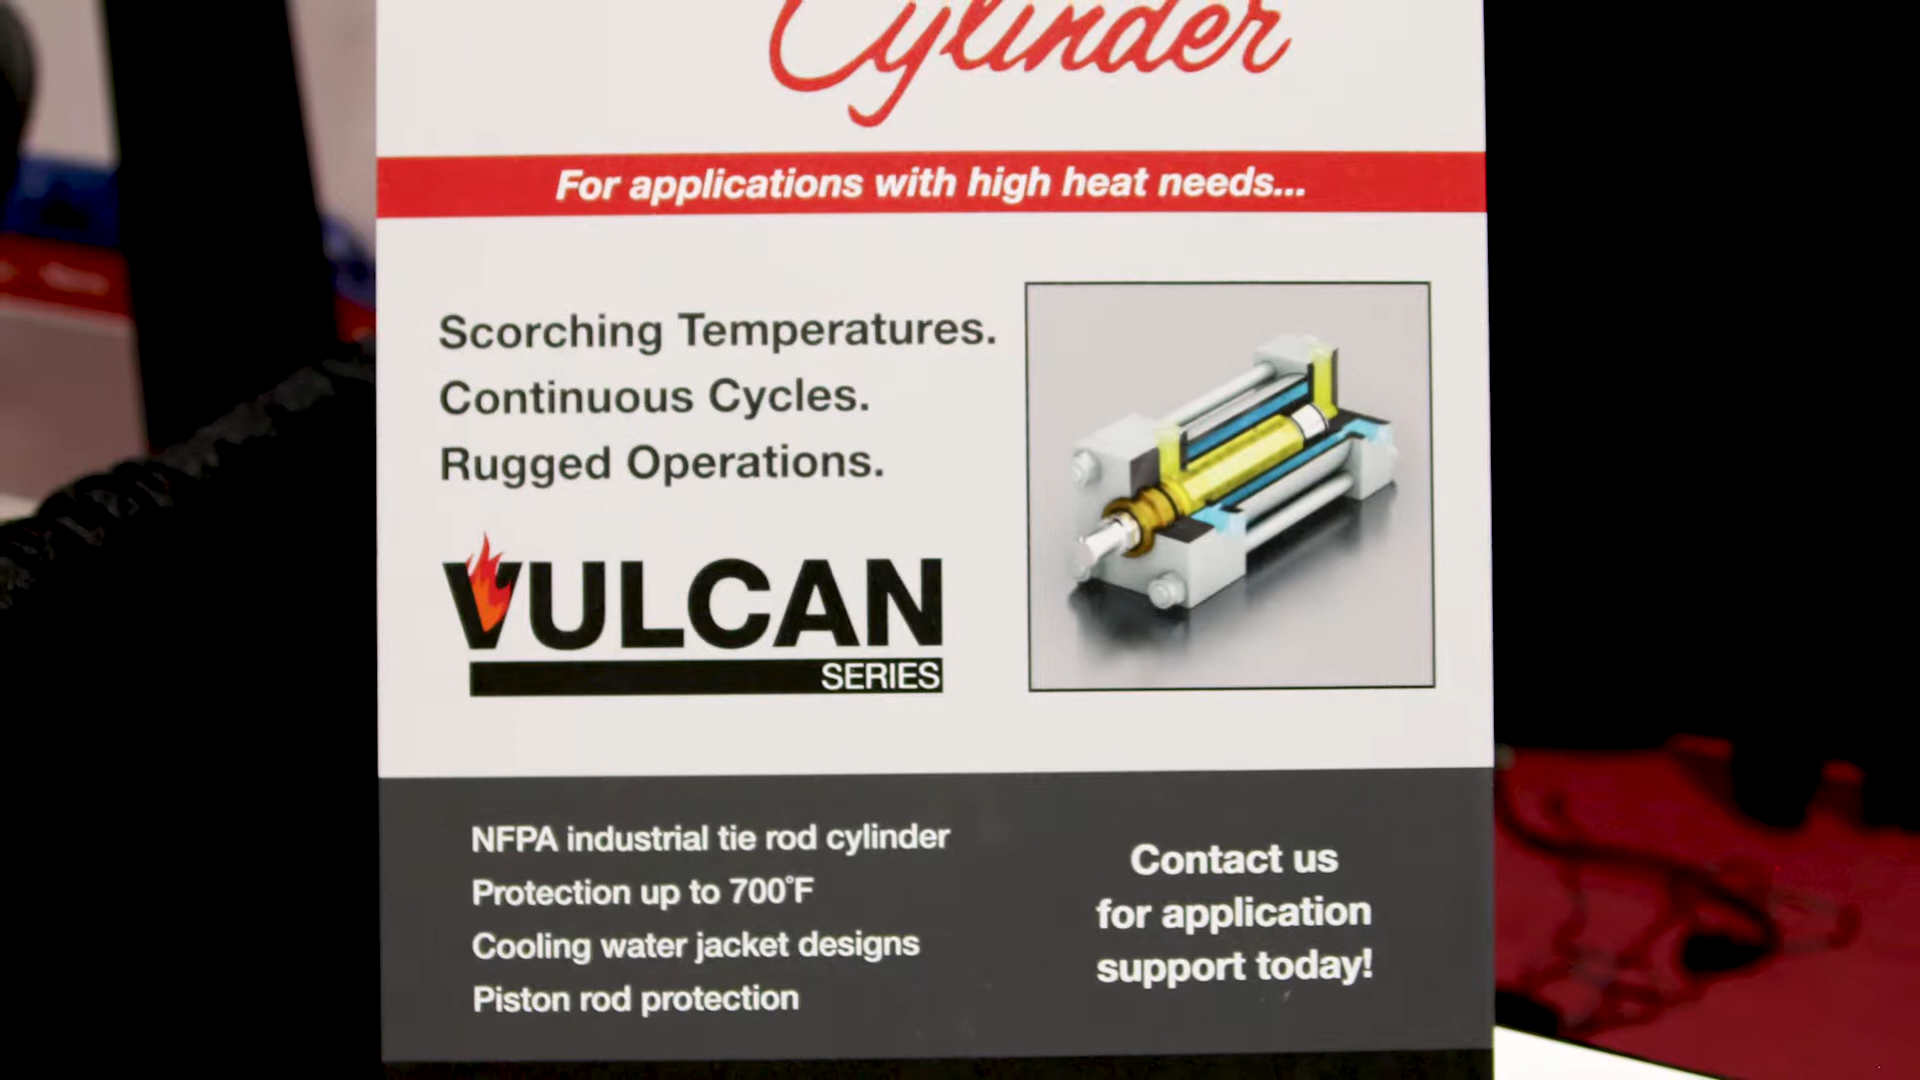 Cylinder
For applications with high heat needs...
Scorching Temperatures.
Continuous Cycles.
Rugged Operations.
VULCAN
SERIES
NFPA industrial tie rod cylinder
Protection up to 700°F
Cooling water jacket designs
Piston rod protection
Contact us
for application
support today!